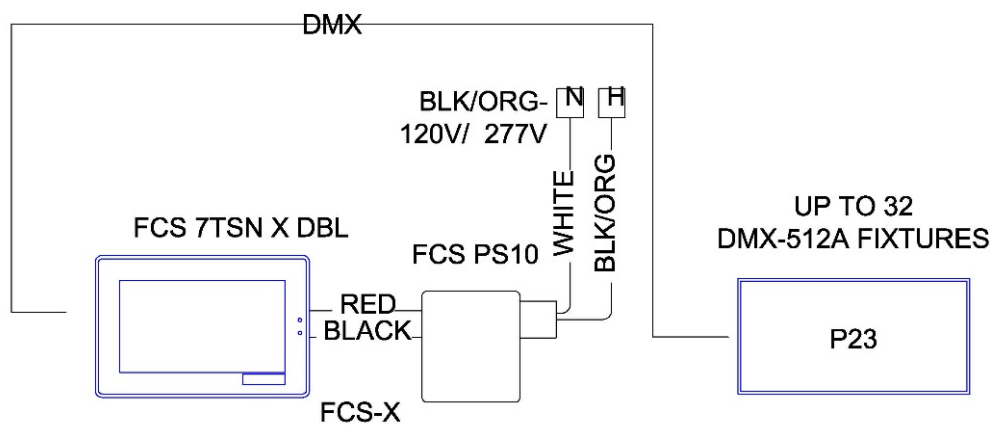 DMX
BLK/ORG-
120V/ 277V
N
H
WHITE
BLK/ORG
UP TO 32
DMX-512A FIXTURES
FCS 7TSN X DBL
FCS PS10
RED
BLACK
P23
FCS-X